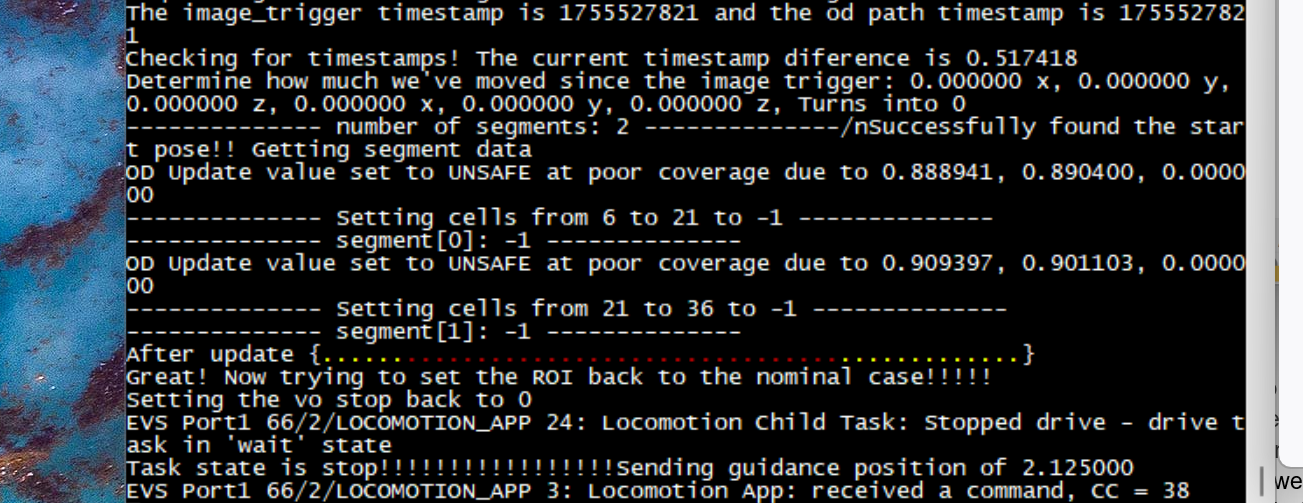 The image_trigger timestamp is 1755527821 and the od path timestamp is 175552782
1
Checking for timestamps! The current timestamp diference is 0.517418
Determine how much we've moved since the image trigger: 0.000000 x, 0.000000 y,
0.000000 z, 0.000000 x, 0.000000 y, 0.000000 z, Turns into 0
-------------- number of segments: 2 --------------/nSuccessfully found the star
t pose!! Getting segment data
OD Update value set to UNSAFE at poor coverage due to 0.888941, 0.890400, 0.0000
00
-------------- Setting cells from 6 to 21 to -1 --------------
-------------- segment[0]: -1 --------------
OD Update value set to UNSAFE at poor coverage due to 0.909397, 0.901103, 0.0000
00
-------------- Setting cells from 21 to 36 to -1 --------------
-------------- segment[1]: -1 --------------
After update {..................................................}
Great! Now trying to set the ROI back to the nominal case!!!!!
Setting the vo stop back to 0
EVS Port1 66/2/LOCOMOTION_APP 24: Locomotion Child Task: Stopped drive - drive t
ask in 'wait' state
Task state is stop!!!!!!!!!!!!!!!!!Sending guidance position of 2.125000
EVS Port1 66/2/LOCOMOTION_APP 3: Locomotion App: received a command, CC = 38
we